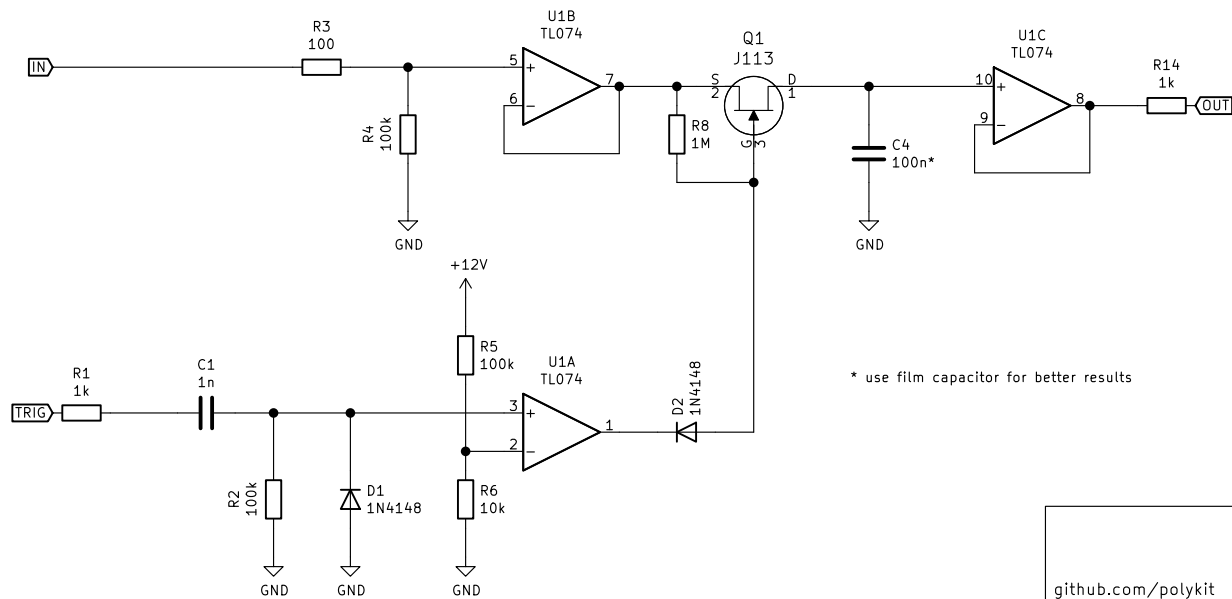 IN
R3
100
R4
100k
GND
U1B
TL074
5
+
6
-
7
R8
1M
Q1
J113
S
2
D
1
G
3
C4
100n*
GND
U1C
TL074
10
+
9
-
8
R14
1k
OUT
TRIG
R1
1k
C1
1n
R2
100k
GND
D1
1N4148
GND
+12V
R5
100k
R6
10k
GND
U1A
TL074
3
+
2
-
1
D2
1N4148
* use film capacitor for better results
github.com/polykit